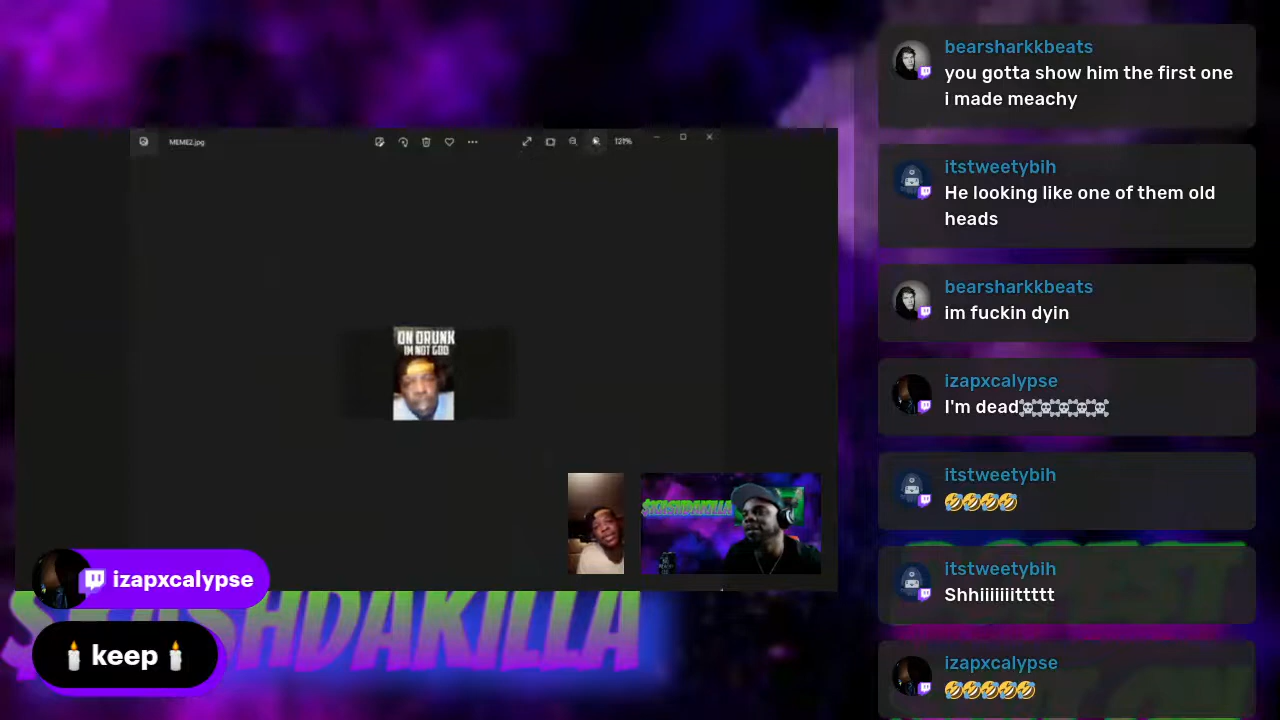 MEME2.jpg
121%
ON DRUNK
IM NOT GOD
izapxcalypse
🕯️ keep 🕯️
bearsharkkbeats
you gotta show him the first one
i made meachy
itstweetybih
He looking like one of them old
heads
bearsharkkbeats
im fuckin dyin
izapxcalypse
I'm dead☠️☠️☠️☠️☠️
itstweetybih
🤣🤣🤣🤣
itstweetybih
Shhiiiiiiittttt
izapxcalypse
🤣🤣🤣🤣🤣